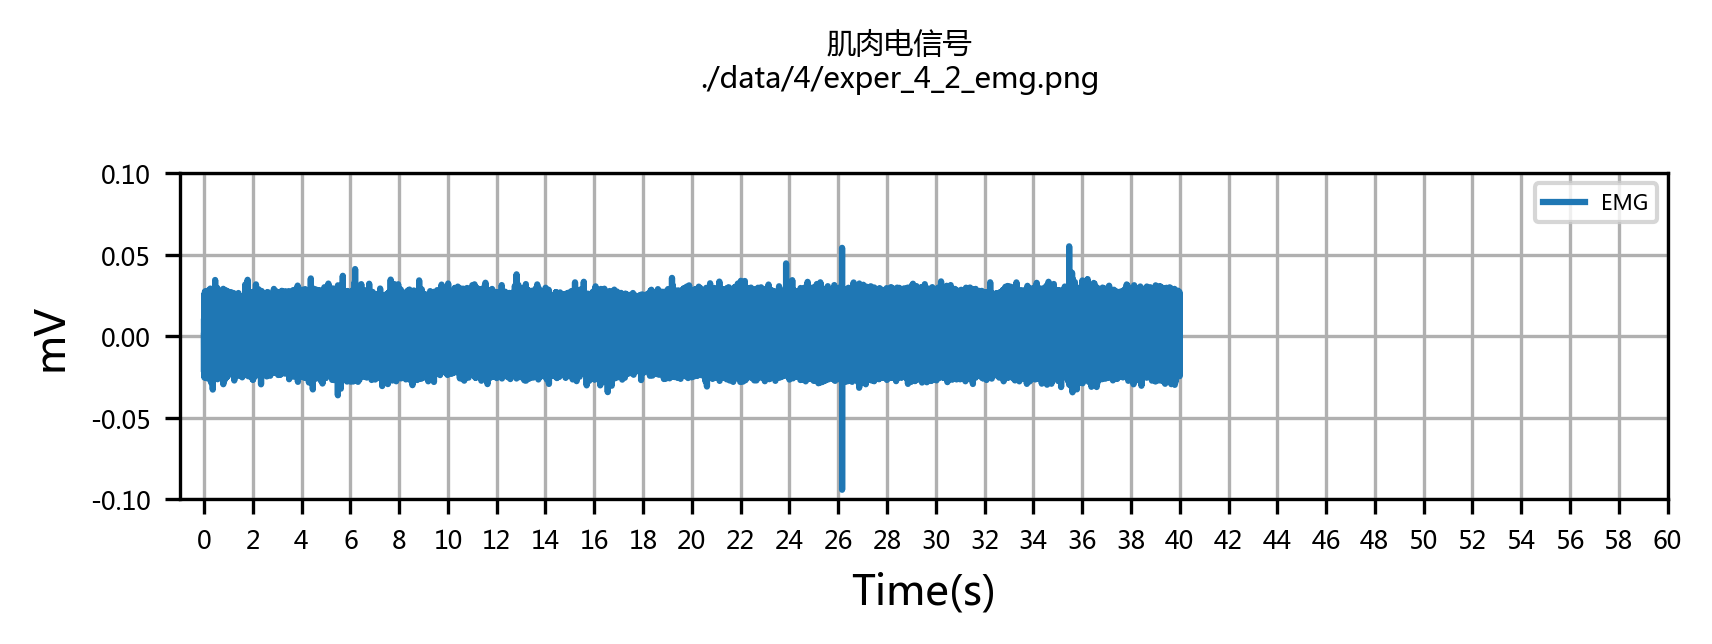 肌肉电信号
./data/4/exper_4_2_emg.png
0.10
0.05
0.00
-0.05
-0.10
mV
EMG
0 2 4 6 8 10 12 14 16 18 20 22 24 26 28 30 32 34 36 38 40 42 44 46 48 50 52 54 56 58 60
Time(s)